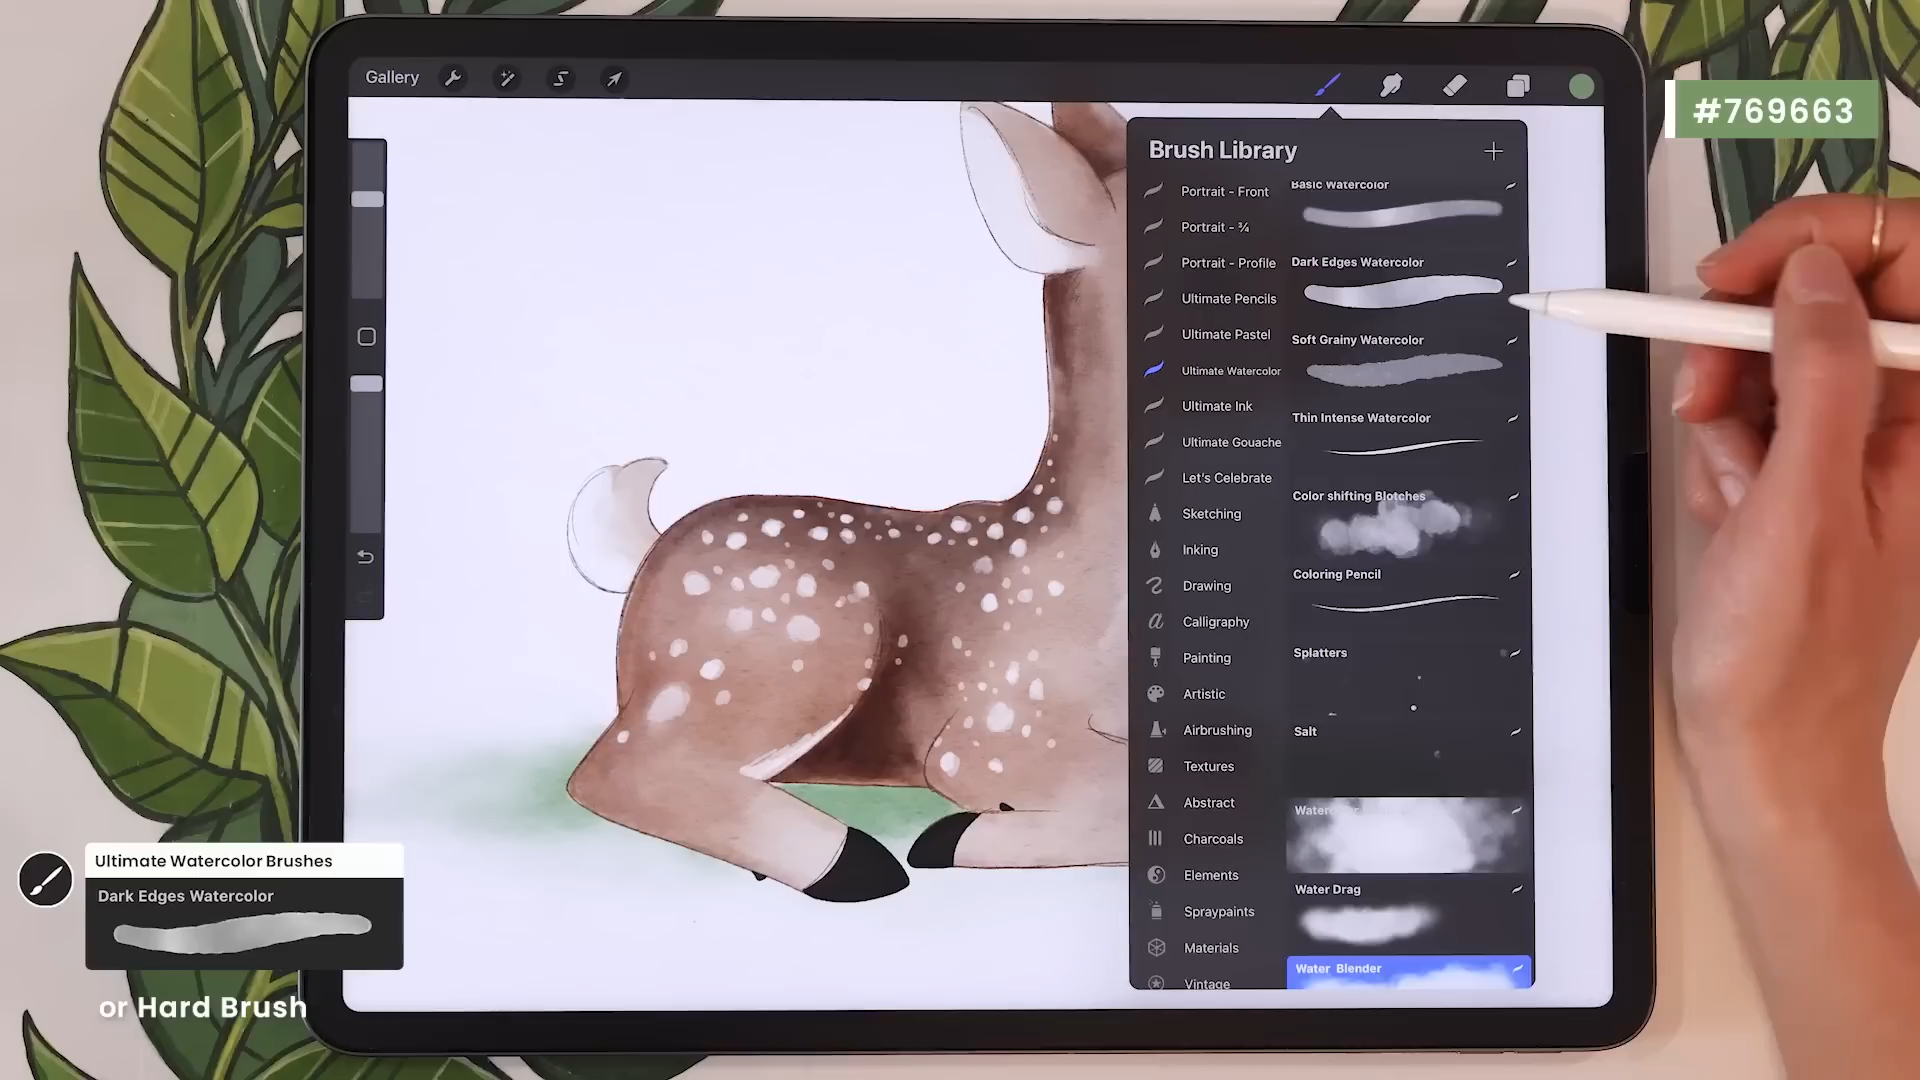 Gallery
#769663
Brush Library
Portrait - Front
Portrait - ¾
Portrait - Profile
Ultimate Pencils
Ultimate Pastel
Ultimate Watercolor
Ultimate Ink
Ultimate Gouache
Let's Celebrate
Sketching
Inking
Drawing
Calligraphy
Painting
Artistic
Airbrushing
Textures
Abstract
Charcoals
Elements
Spraypaints
Materials
Vintage
Basic Watercolor
Dark Edges Watercolor
Soft Grainy Watercolor
Thin Intense Watercolor
Color shifting Blotches
Coloring Pencil
Splatters
Salt
Water Drag
Water Blender
Ultimate Watercolor Brushes
Dark Edges Watercolor
or Hard Brush